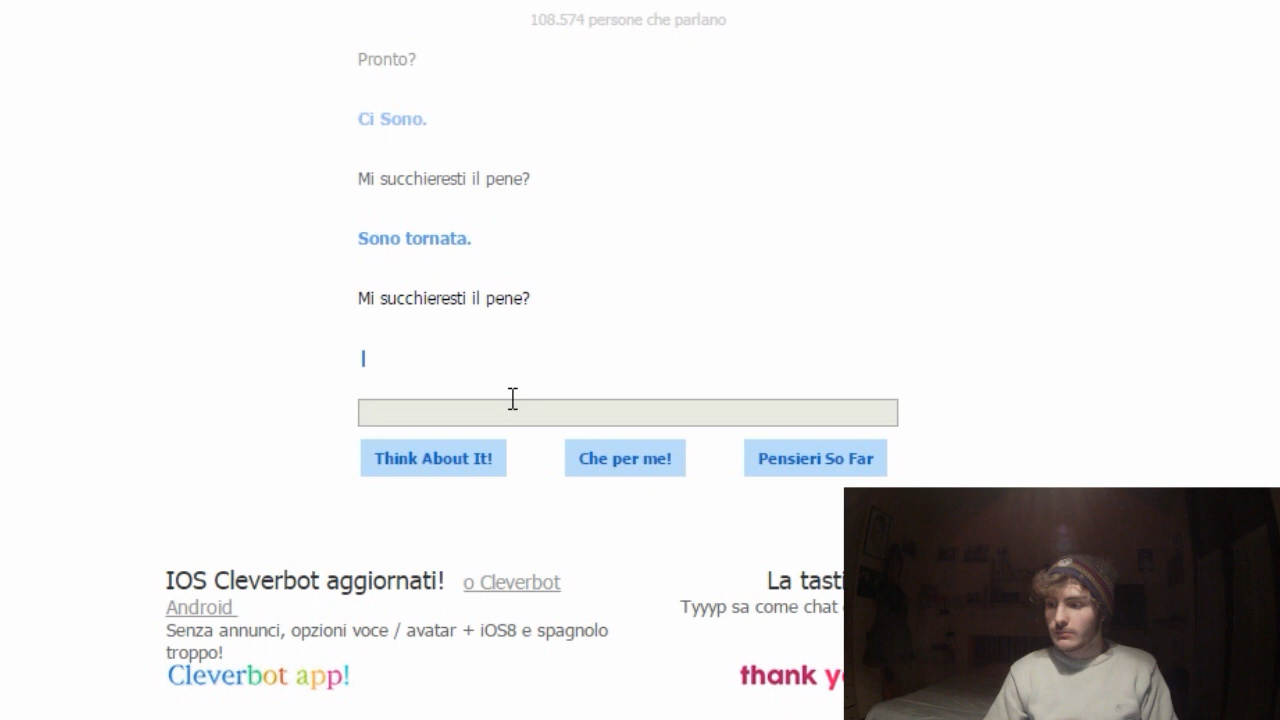 108.574 persone che parlano
Pronto?
Ci Sono.
Mi succhieresti il pene?
Sono tornata.
Mi succhieresti il pene?
Think About It!
Che per me!
Pensieri So Far
IOS Cleverbot aggiornati! o Cleverbot
Android
Senza annunci, opzioni voce / avatar + iOS8 e spagnolo
troppo!
Cleverbot app!
La tasti
Tyyyp sa come chat
thank y